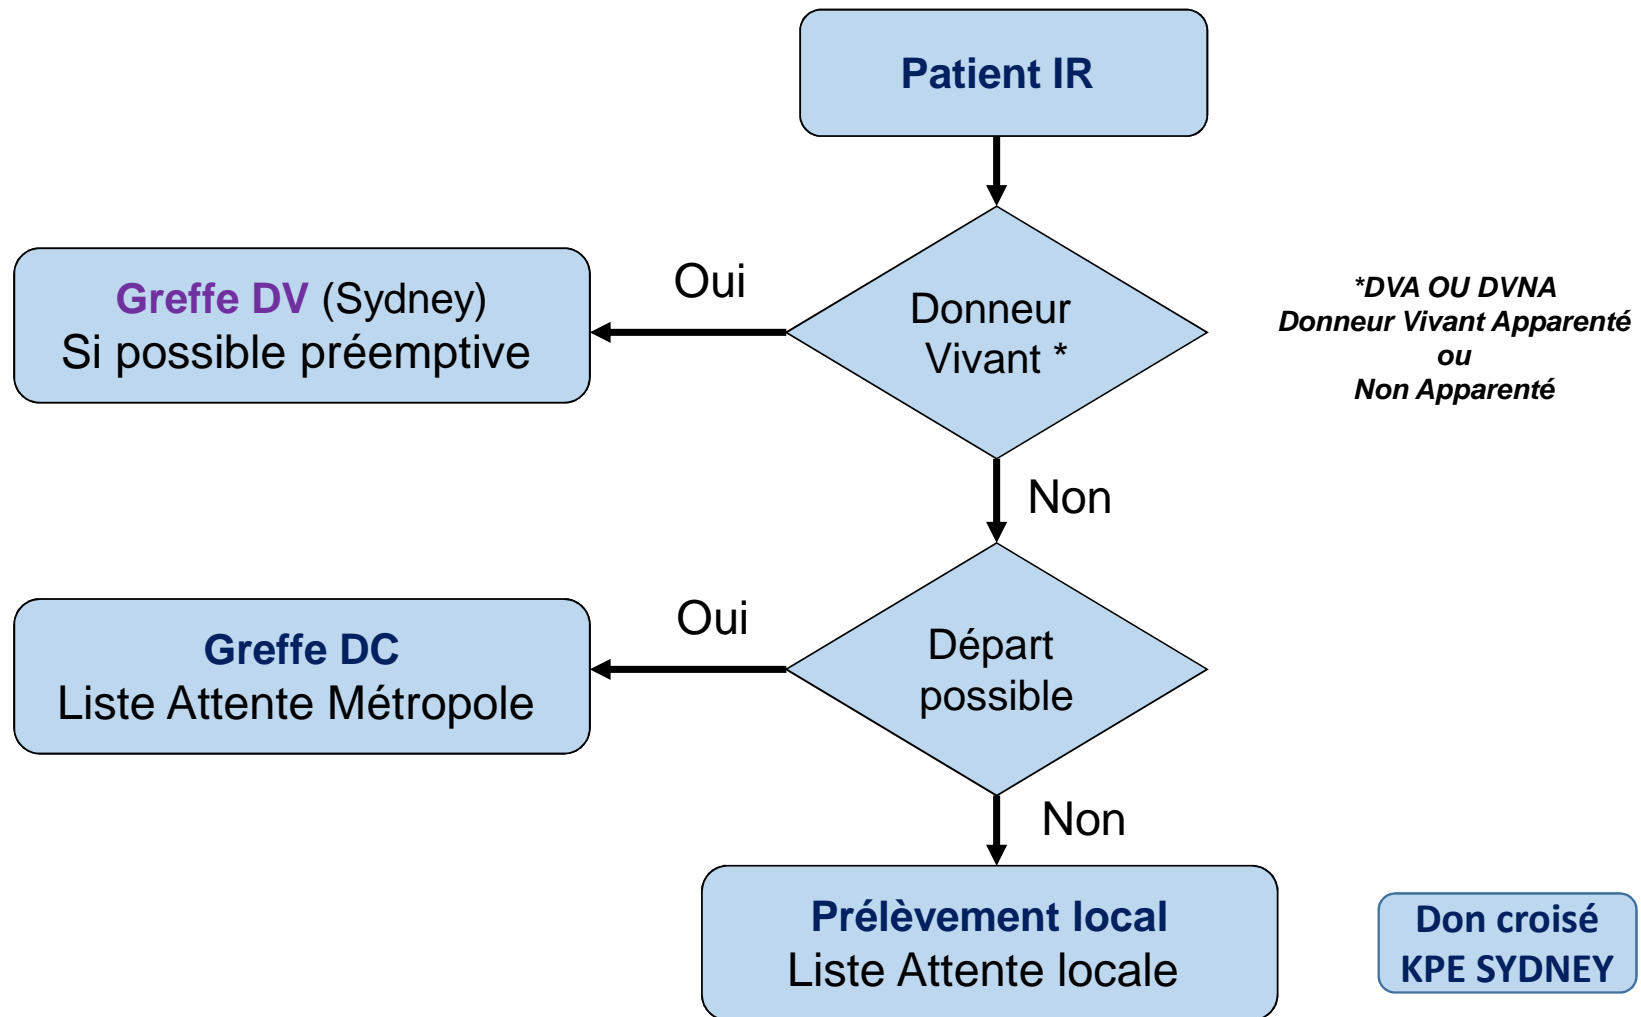 Patient IR
Greffe DV (Sydney)
Si possible préemptive
Oui
Donneur
Vivant *
*DVA OU DVNA
Donneur Vivant Apparenté
ou
Non Apparenté
Non
Greffe DC
Liste Attente Métropole
Oui
Départ
possible
Non
Prélèvement local
Liste Attente locale
Don croisé
KPE SYDNEY